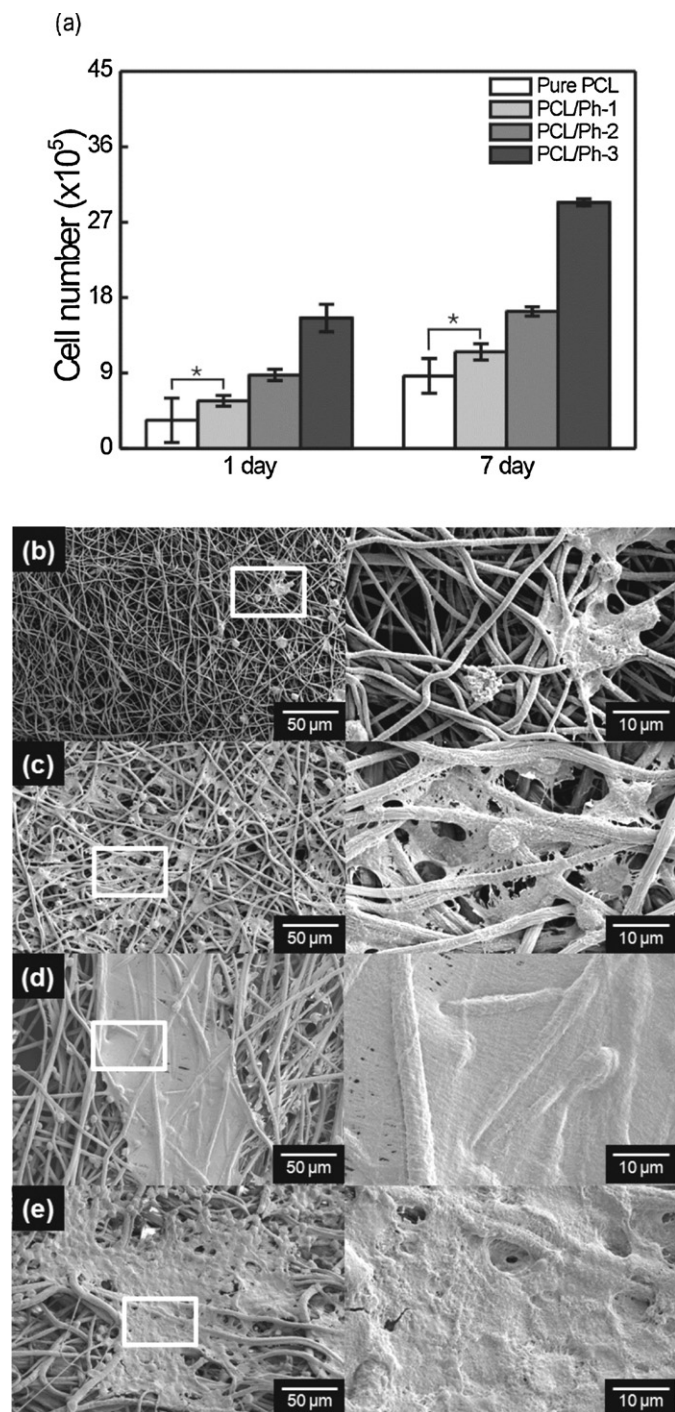 (a)
45
36
27
18
9
0
Cell number (x10⁵)
Pure PCL
PCL/Ph-1
PCL/Ph-2
PCL/Ph-3
*
*
1 day
7 day
(b)
50 µm
10 µm
(c)
50 µm
10 µm
(d)
50 µm
10 µm
(e)
50 µm
10 µm